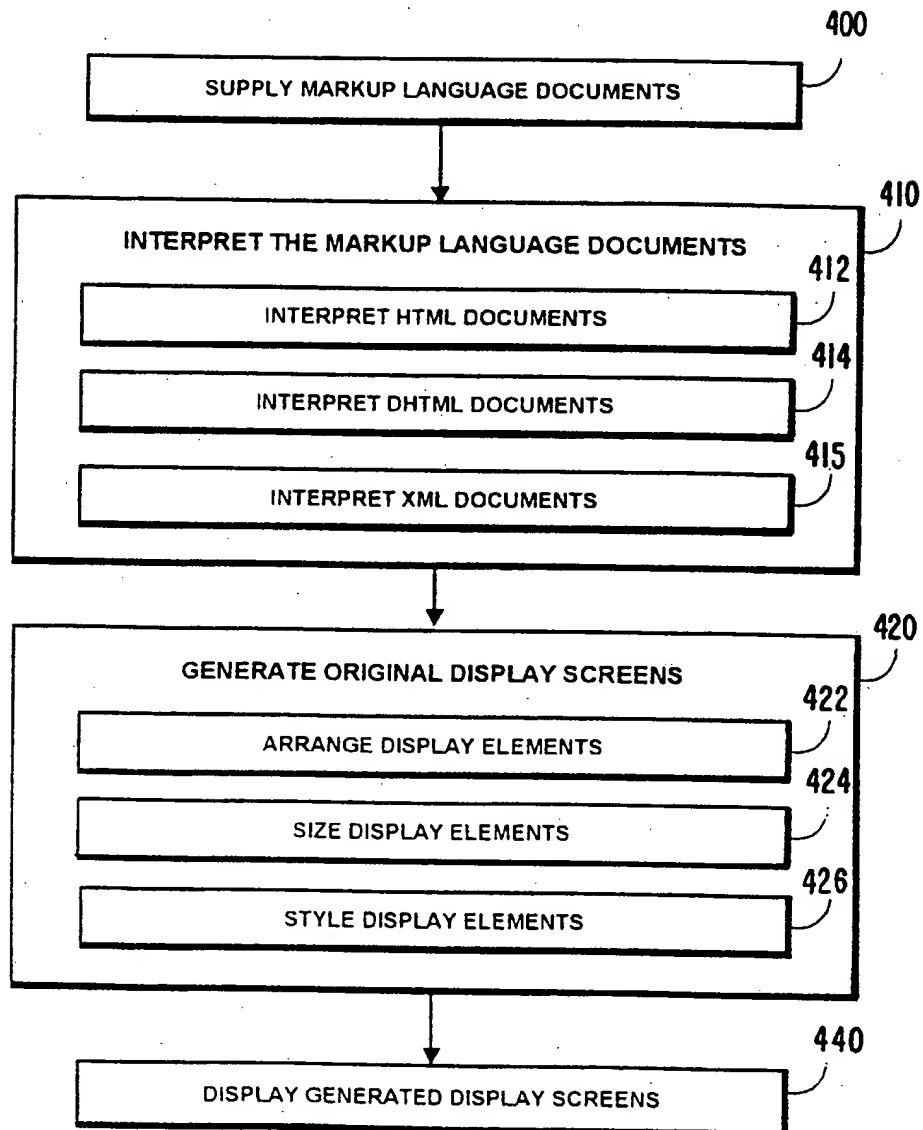 400
SUPPLY MARKUP LANGUAGE DOCUMENTS
410
INTERPRET THE MARKUP LANGUAGE DOCUMENTS
412
INTERPRET HTML DOCUMENTS
414
INTERPRET DHTML DOCUMENTS
415
INTERPRET XML DOCUMENTS
420
GENERATE ORIGINAL DISPLAY SCREENS
422
ARRANGE DISPLAY ELEMENTS
424
SIZE DISPLAY ELEMENTS
426
STYLE DISPLAY ELEMENTS
440
DISPLAY GENERATED DISPLAY SCREENS